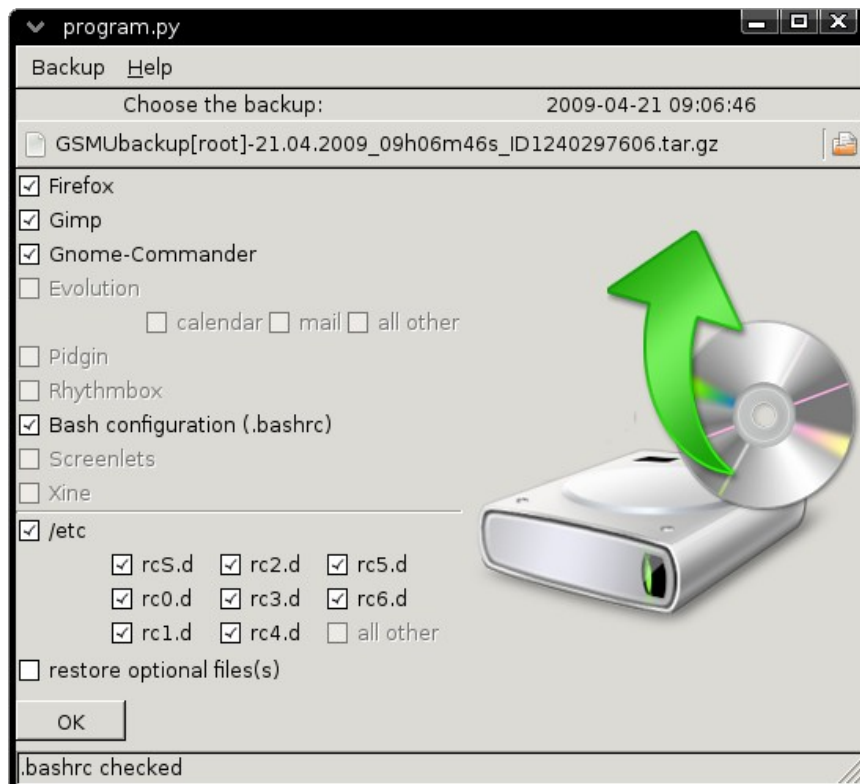 program.py
Backup Help
Choose the backup: 2009-04-21 09:06:46
GSMUbackup[root]-21.04.2009_09h06m46s_ID1240297606.tar.gz
Firefox
Gimp
Gnome-Commander
Evolution
calendar mail all other
Pidgin
Rhythmbox
Bash configuration (.bashrc)
Screenlets
Xine
/etc
rcS.d rc2.d rc5.d
rc0.d rc3.d rc6.d
rc1.d rc4.d all other
restore optional files(s)
OK
.bashrc checked